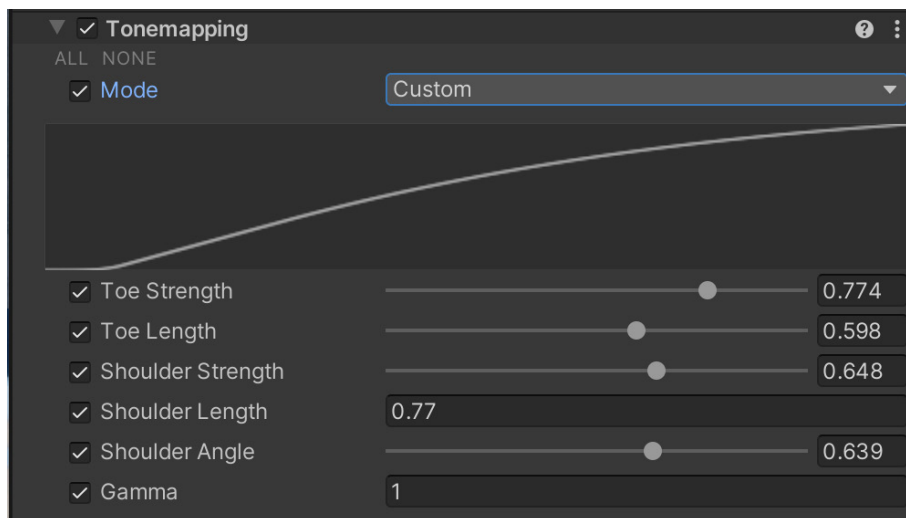 Tonemapping
ALL NONE
Mode Custom
Toe Strength 0.774
Toe Length 0.598
Shoulder Strength 0.648
Shoulder Length 0.77
Shoulder Angle 0.639
Gamma 1